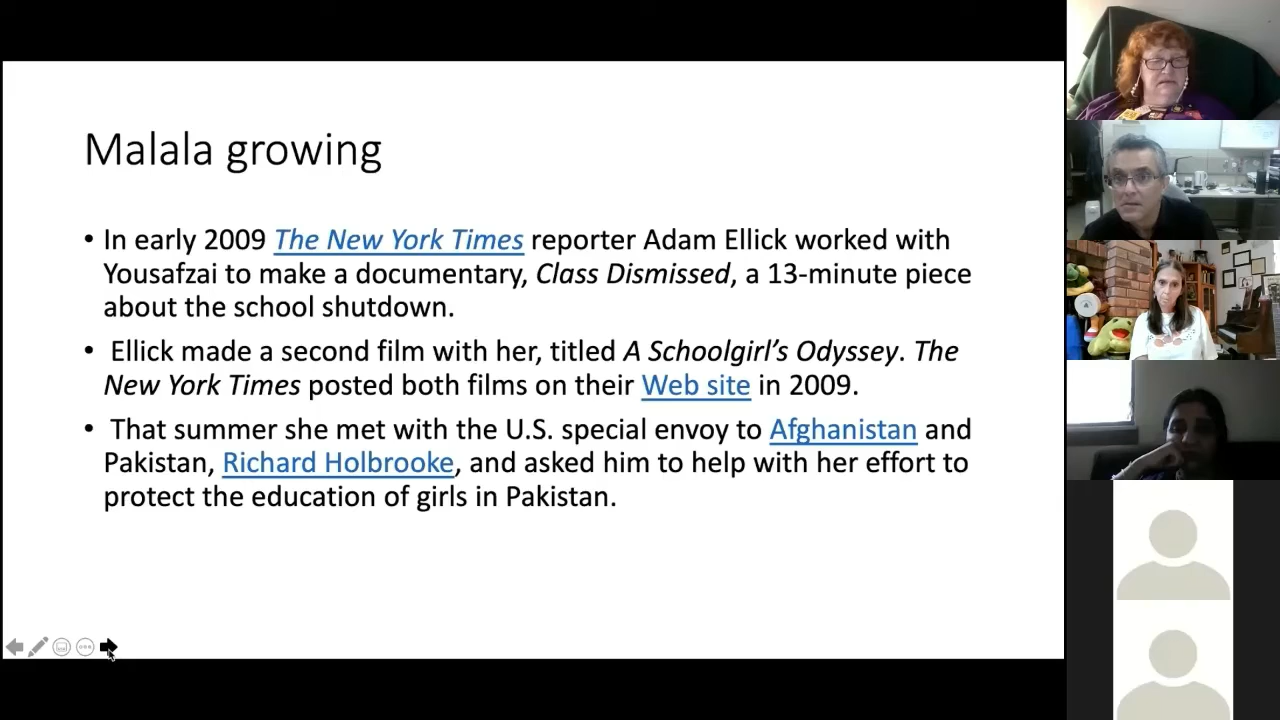 Malala growing
• In early 2009 The New York Times reporter Adam Ellick worked with
Yousafzai to make a documentary, Class Dismissed, a 13-minute piece
about the school shutdown.
• Ellick made a second film with her, titled A Schoolgirl’s Odyssey. The
New York Times posted both films on their Web site in 2009.
• That summer she met with the U.S. special envoy to Afghanistan and
Pakistan, Richard Holbrooke, and asked him to help with her effort to
protect the education of girls in Pakistan.